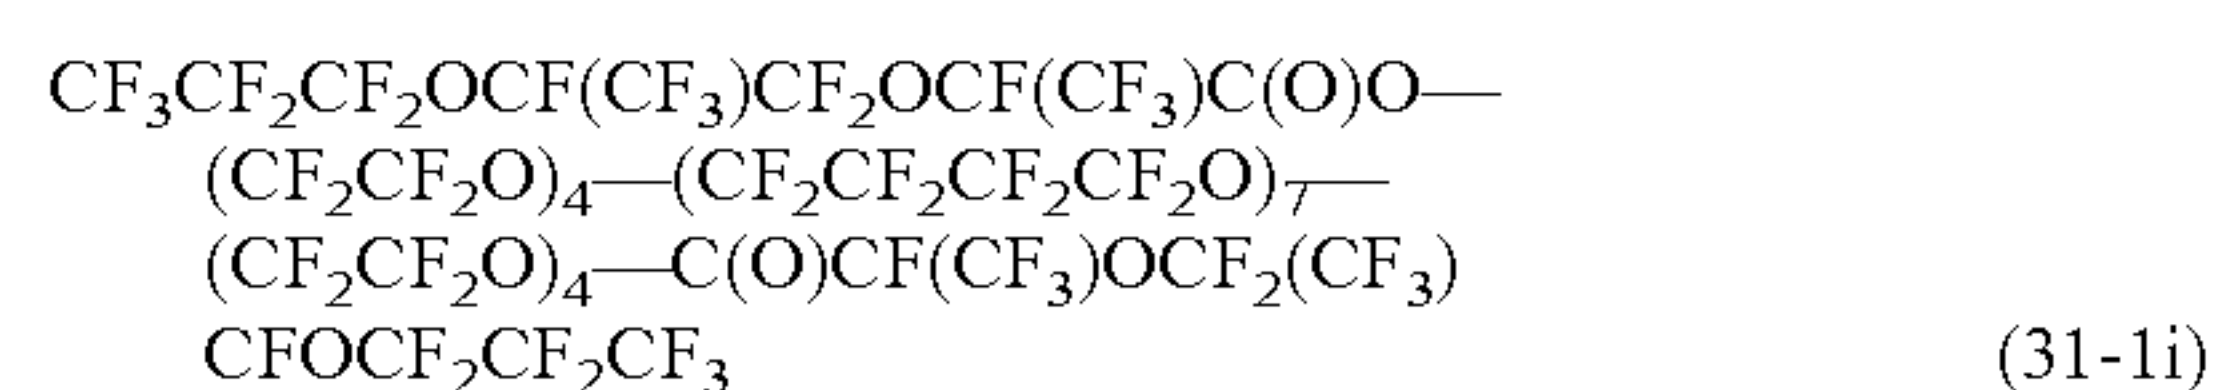 CF₃CF₂CF₂OCF(CF₃)CF₂OCF(CF₃)C(O)O—
(CF₂CF₂O)₄—(CF₂CF₂CF₂CF₂O)₇—
(CF₂CF₂O)₄—C(O)CF(CF₃)OCF₂(CF₃)
CFOCF₂CF₂CF₃ (31-1i)